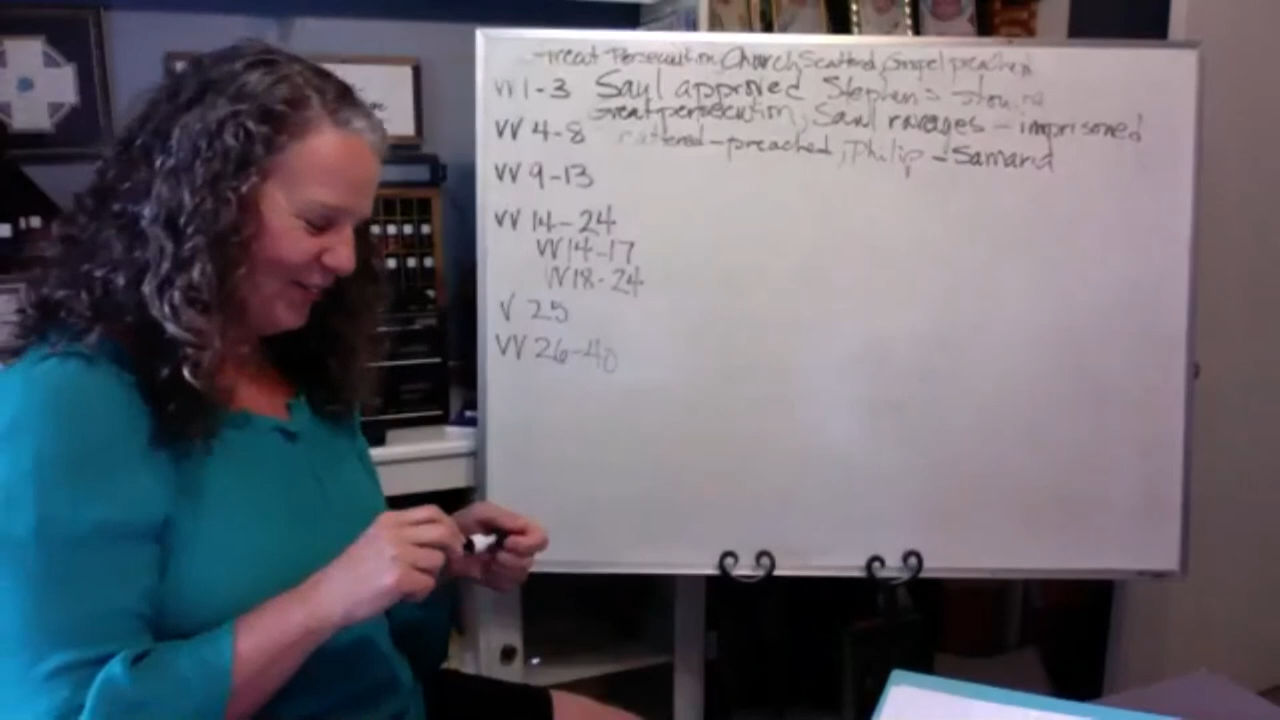 Great Persecution, Church Scattered, Gospel preached
VV 1-3 Saul approved Stephen's stoning
Great persecution, Saul ravages - imprisoned
VV 4-8 Scattered - preached, Philip - Samaria
VV 9-13
VV 14-24
VV 14-17
VV 18-24
V 25
VV 26-40